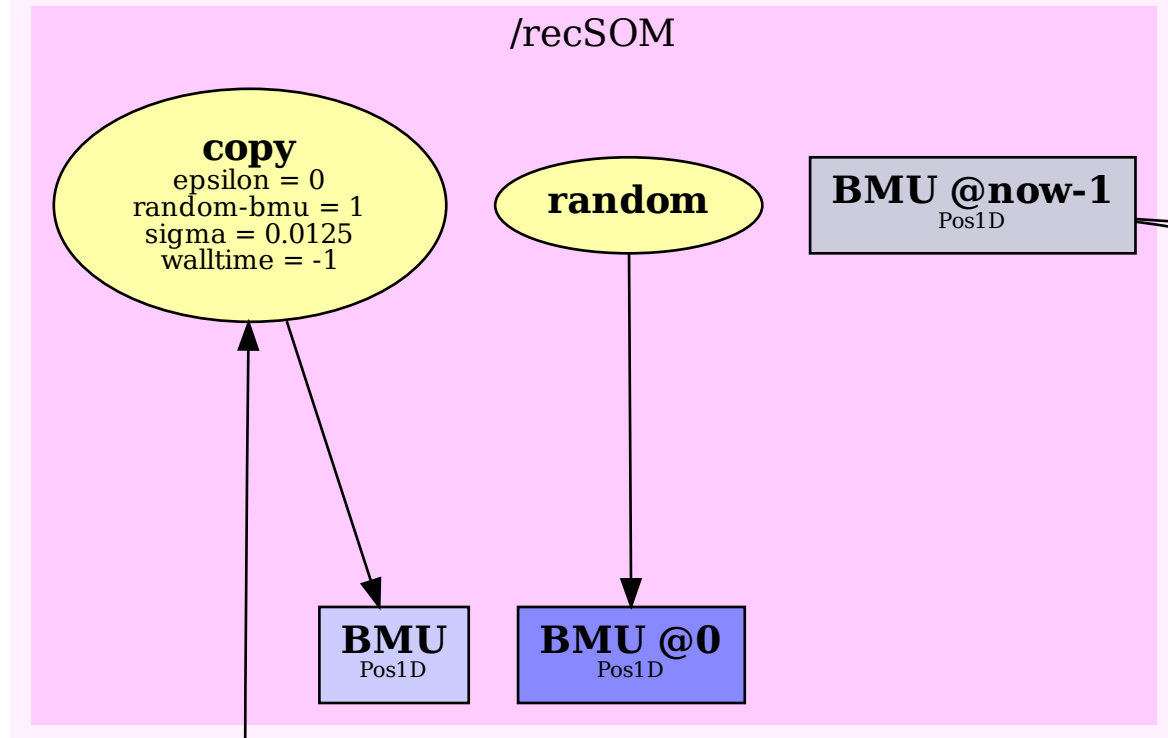 /recSOM
copy
epsilon = 0
random-bmu = 1
sigma = 0.0125
walltime = -1
random
BMU @now-1
Pos1D
BMU
Pos1D
BMU @0
Pos1D